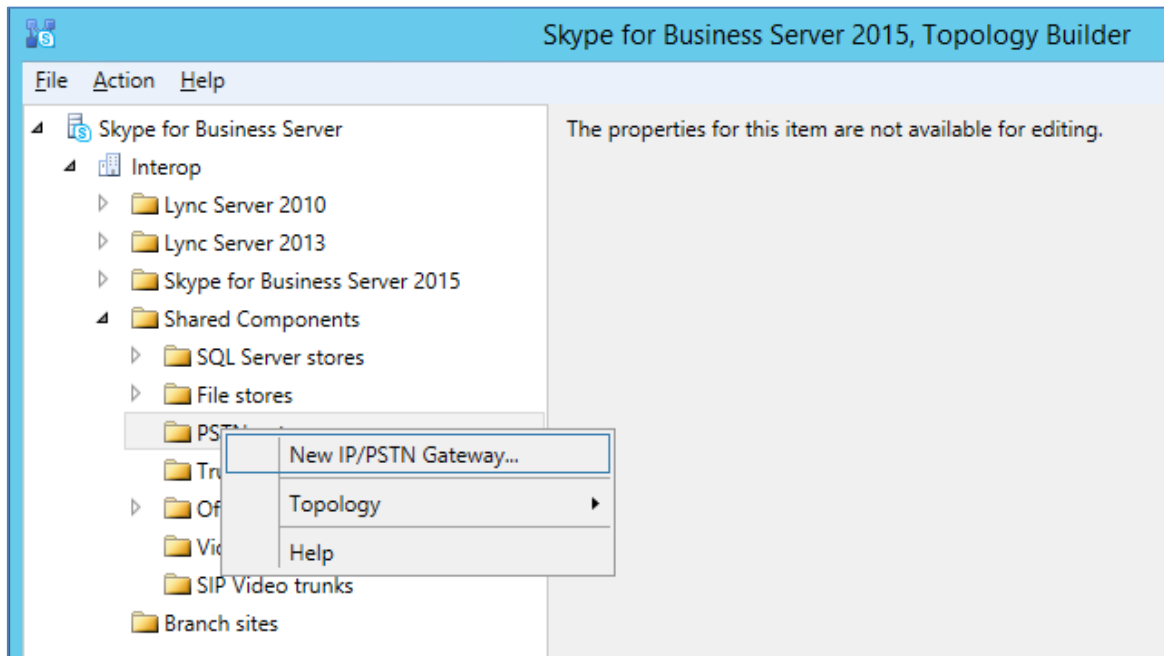 Skype for Business Server 2015, Topology Builder
File Action Help
Skype for Business Server
The properties for this item are not available for editing.
Interop
Lync Server 2010
Lync Server 2013
Skype for Business Server 2015
Shared Components
SQL Server stores
File stores
New IP/PSTN Gateway...
Topology
Help
SIP Video trunks
Branch sites